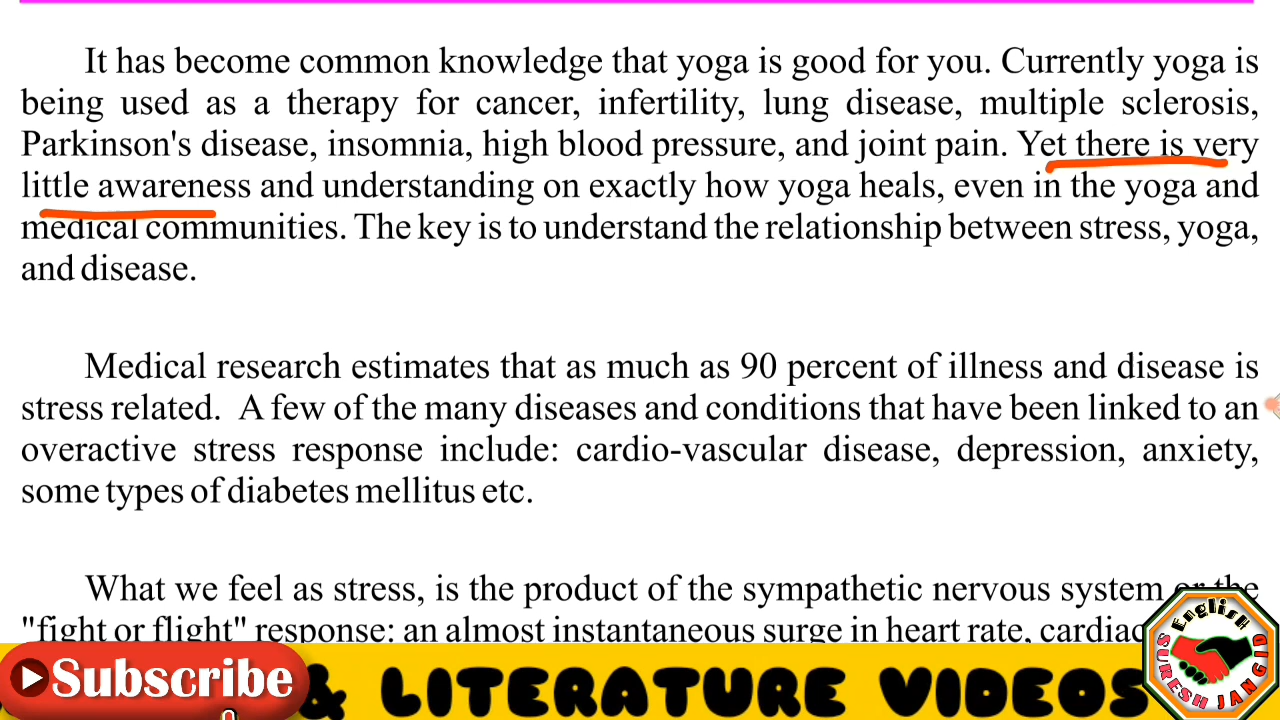 It has become common knowledge that yoga is good for you. Currently yoga is
being used as a therapy for cancer, infertility, lung disease, multiple sclerosis,
Parkinson's disease, insomnia, high blood pressure, and joint pain. Yet there is very
little awareness and understanding on exactly how yoga heals, even in the yoga and
medical communities. The key is to understand the relationship between stress, yoga,
and disease.
Medical research estimates that as much as 90 percent of illness and disease is
stress related.  A few of the many diseases and conditions that have been linked to an
overactive stress response include: cardio-vascular disease, depression, anxiety,
some types of diabetes mellitus etc.
What we feel as stress, is the product of the sympathetic nervous system or the
"fight or flight" response: an almost instantaneous surge in heart rate, cardiac
English
SURESH JANGID
Subscribe
& LITERATURE VIDEOS